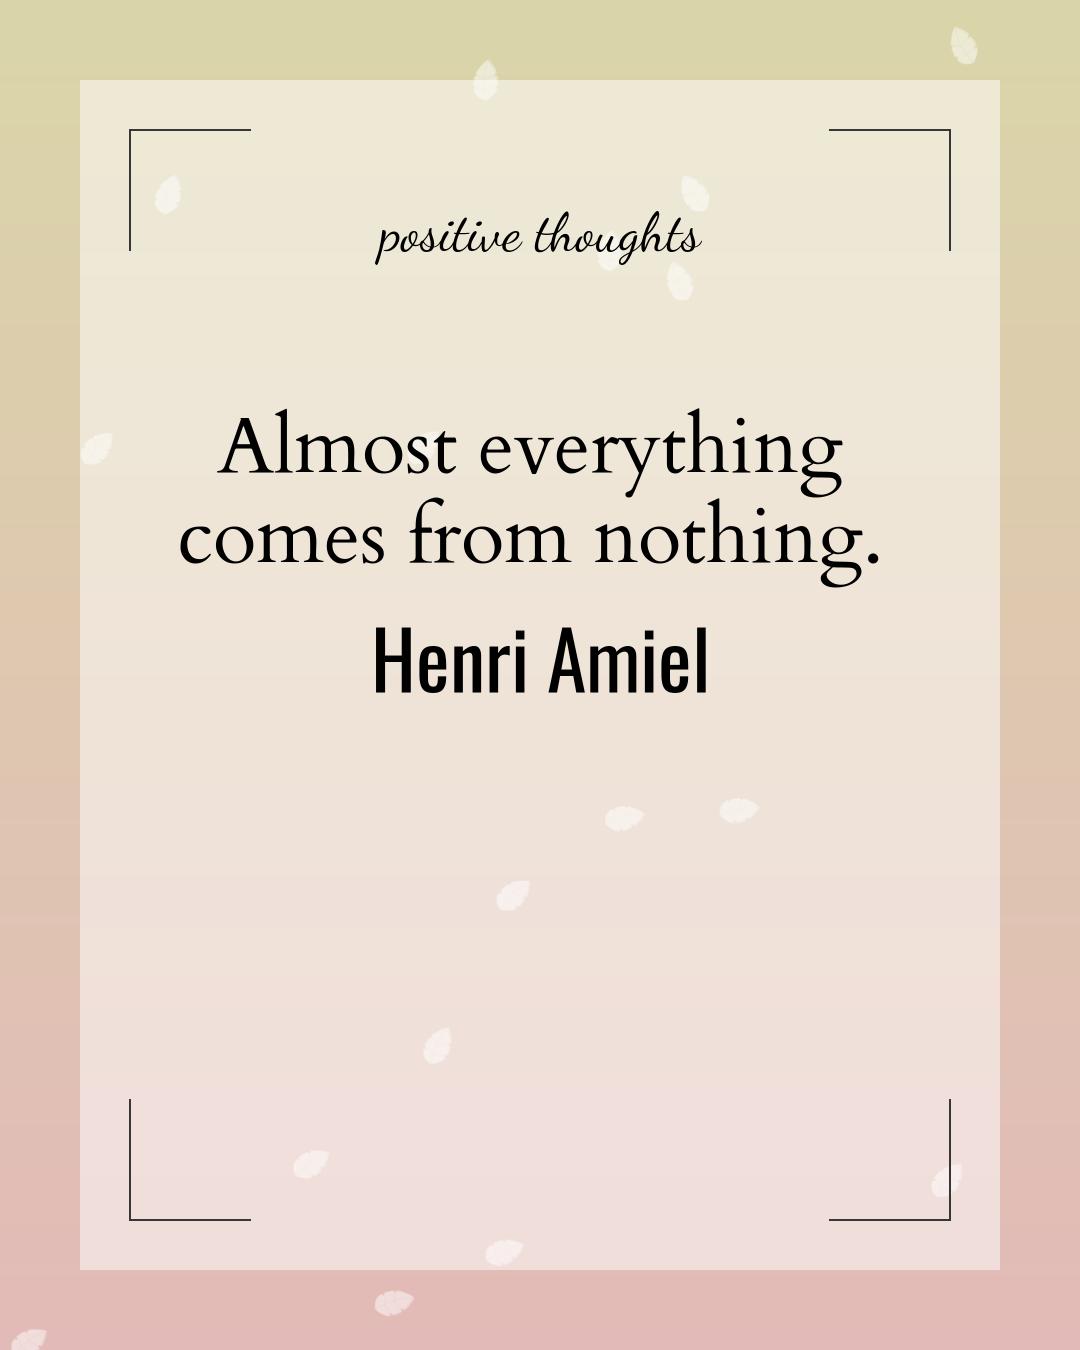 positive thoughts
Almost everything
comes from nothing.
Henri Amiel